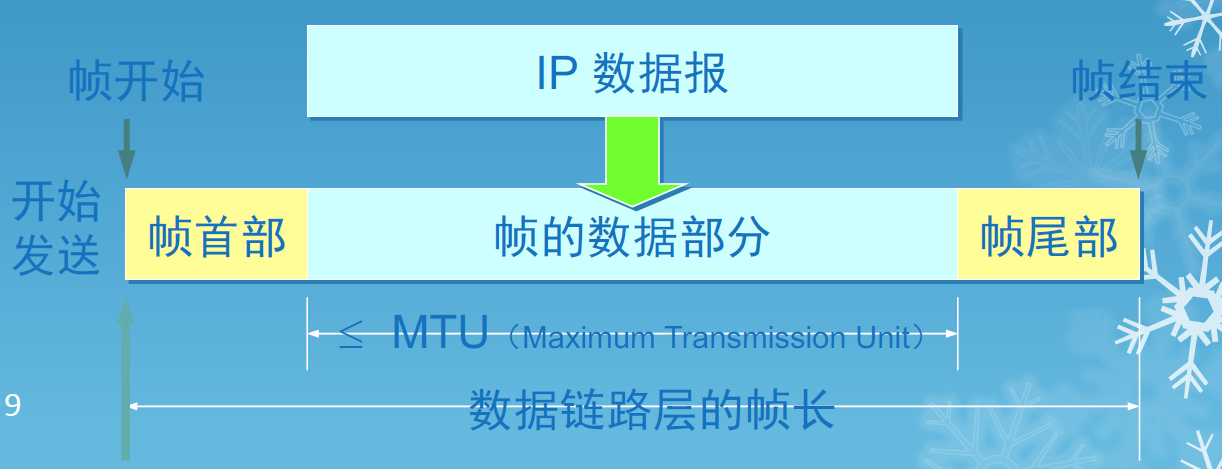 IP 数据报
帧开始
帧结束
开始
发送
帧首部
帧的数据部分
帧尾部
≤ MTU（Maximum Transmission Unit）
数据链路层的帧长
9